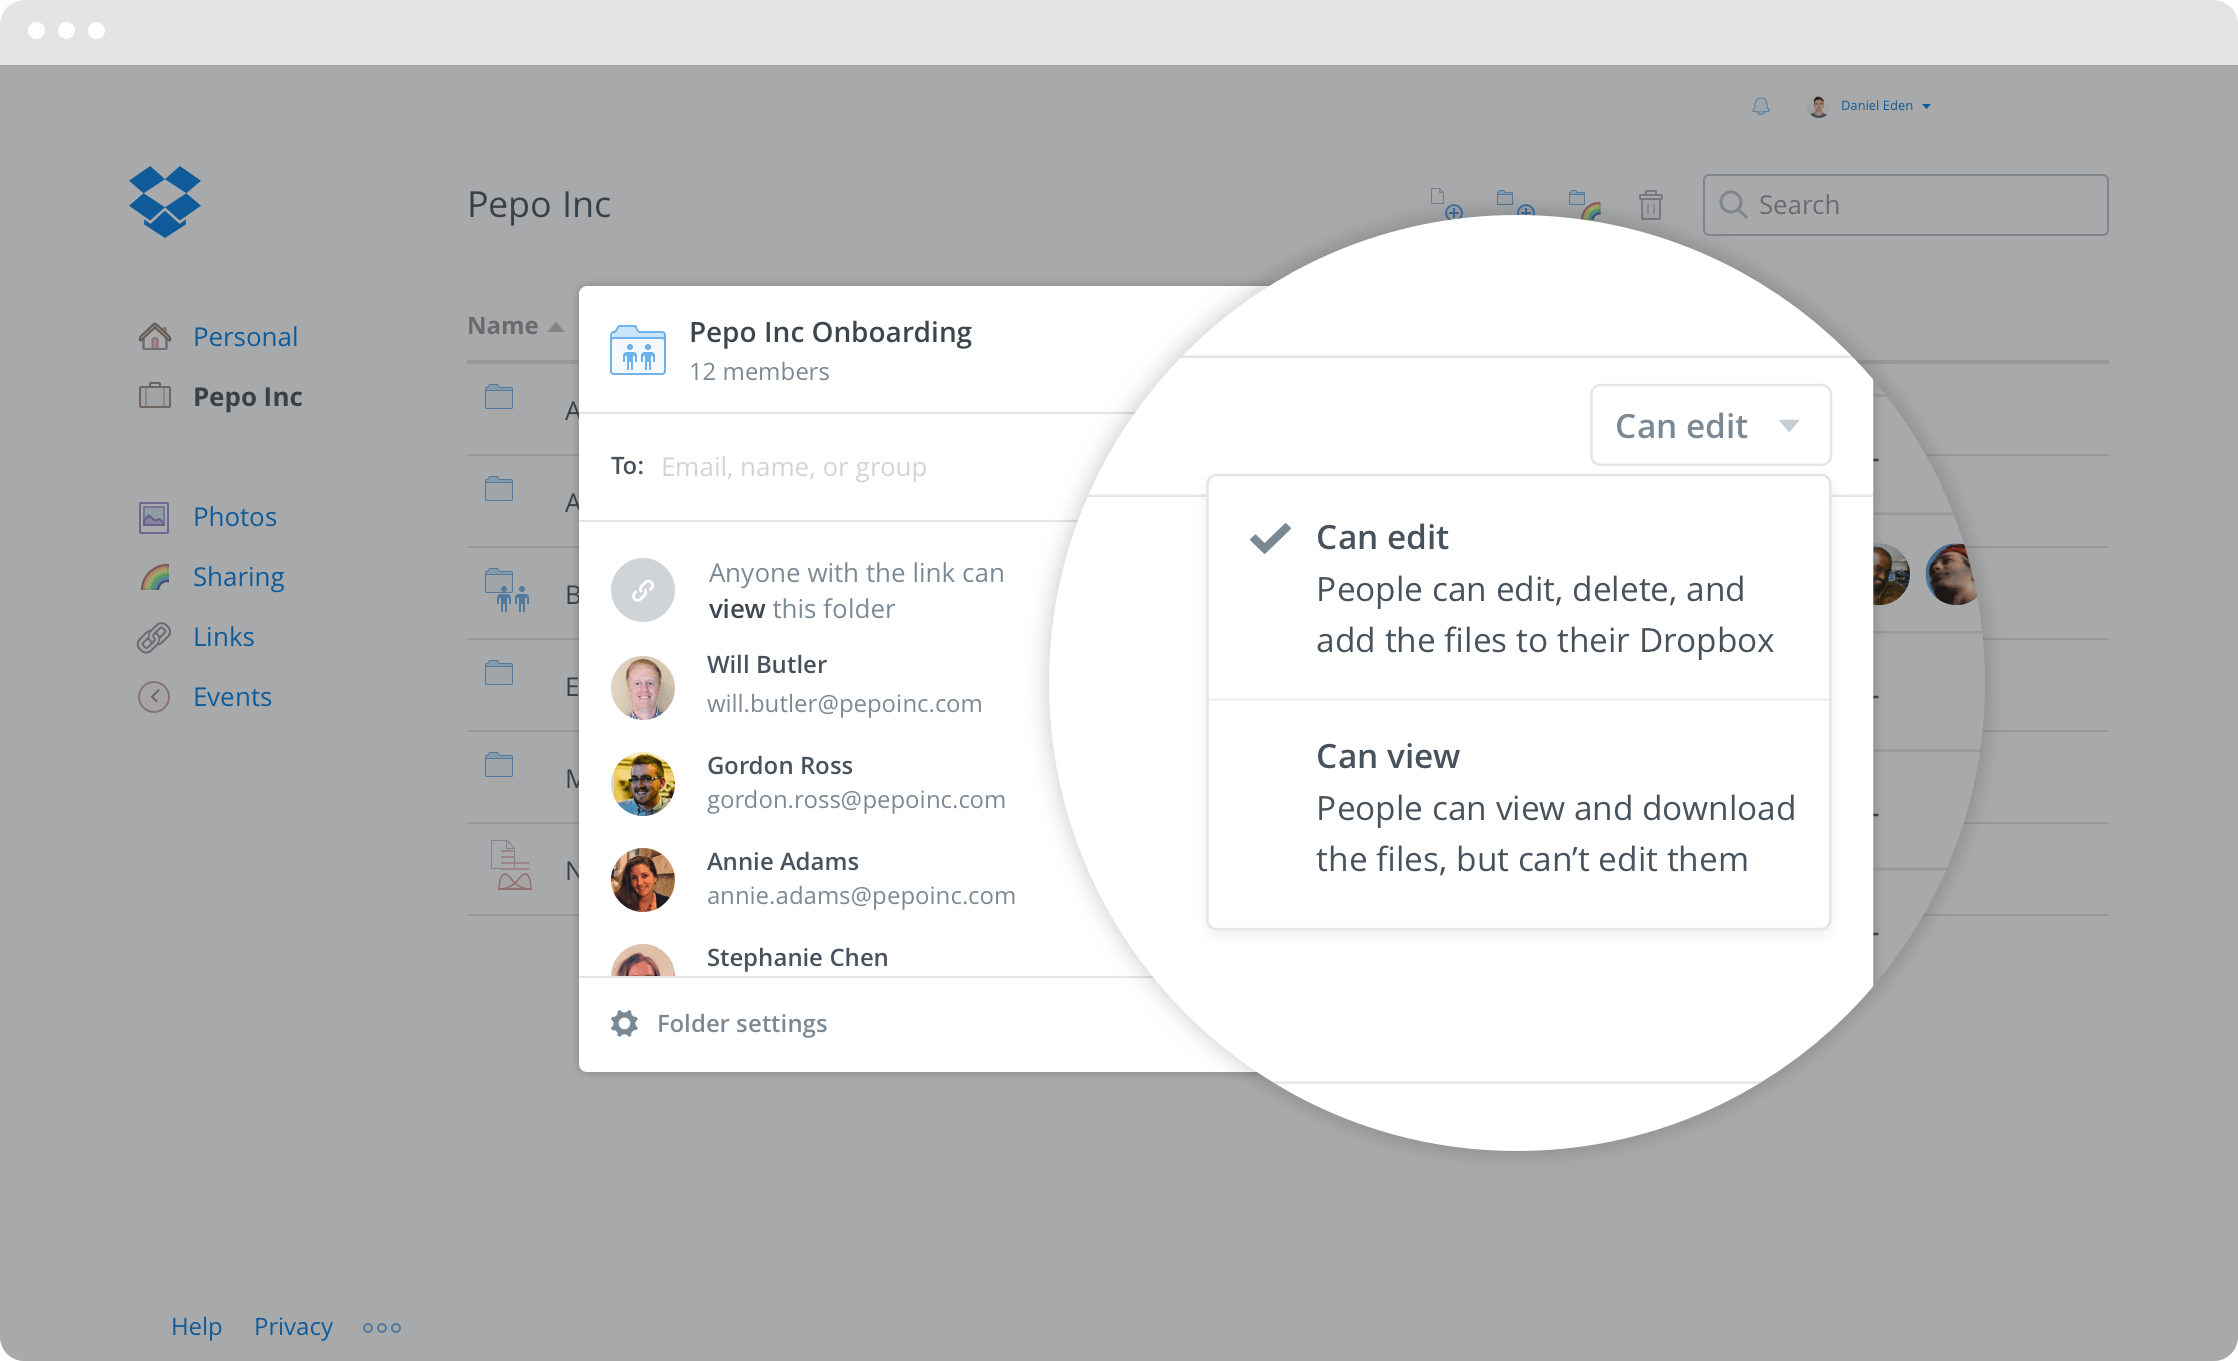 Daniel Eden
Pepo Inc
Search
Personal
Pepo Inc
Photos
Sharing
Links
Events
Name
A
A
B
E
M
N
Pepo Inc Onboarding
12 members
To: Email, name, or group
Anyone with the link can
view this folder
Will Butler
will.butler@pepoinc.com
Gordon Ross
gordon.ross@pepoinc.com
Annie Adams
annie.adams@pepoinc.com
Stephanie Chen
Folder settings
Can edit
Can edit
People can edit, delete, and
add the files to their Dropbox
Can view
People can view and download
the files, but can’t edit them
Help Privacy